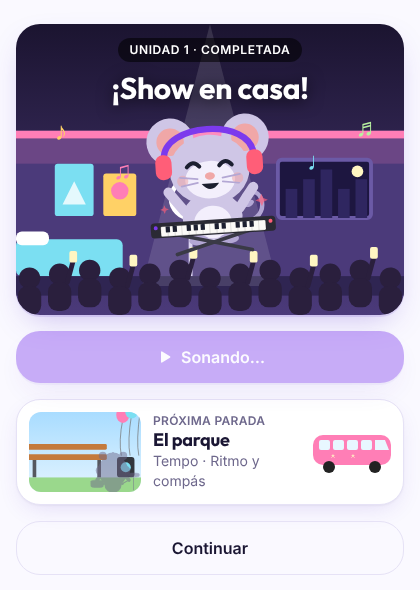 UNIDAD 1 · COMPLETADA
¡Show en casa!
Sonando...
PRÓXIMA PARADA
El parque
Tempo · Ritmo y
compás
Continuar